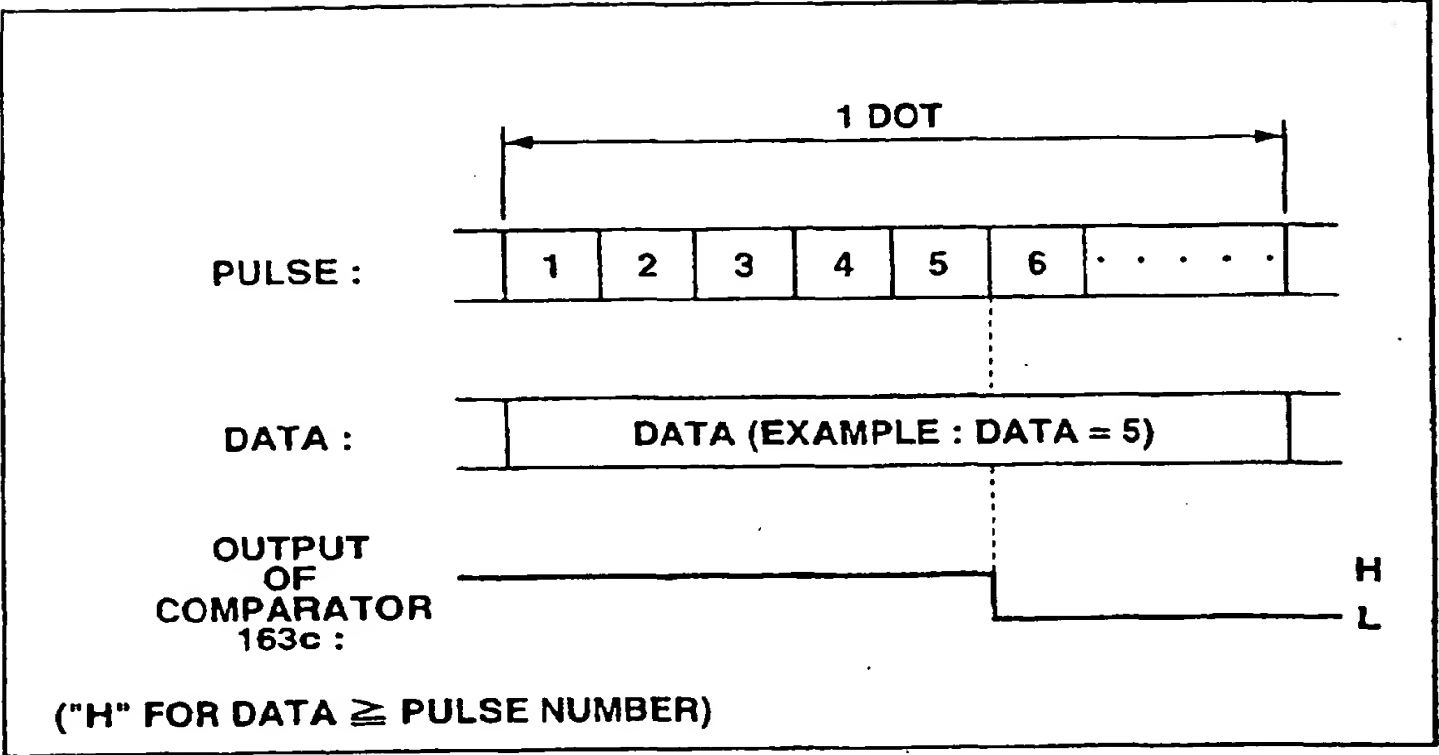 1 DOT
PULSE : 1 2 3 4 5 6 · · · · ·
DATA : DATA (EXAMPLE : DATA = 5)
OUTPUT
OF
COMPARATOR
163c :
H
L
("H" FOR DATA ≧ PULSE NUMBER)